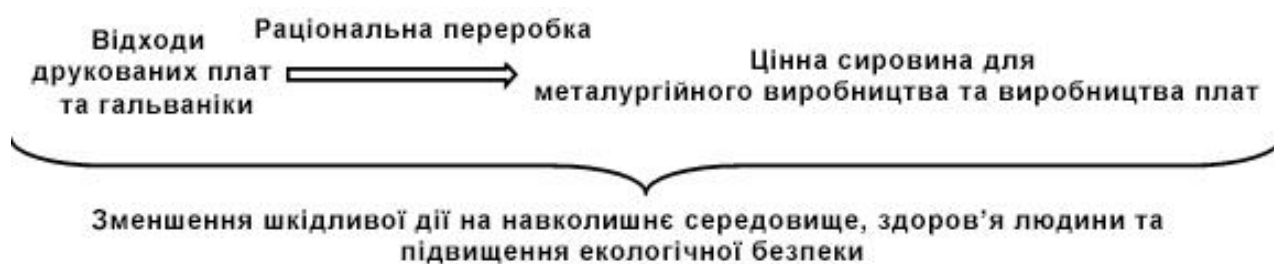 Відходи
друкованих плат
та гальваніки
Раціональна переробка
Цінна сировина для
металургійного виробництва та виробництва плат
Зменшення шкідливої дії на навколишнє середовище, здоров’я людини та
підвищення екологічної безпеки